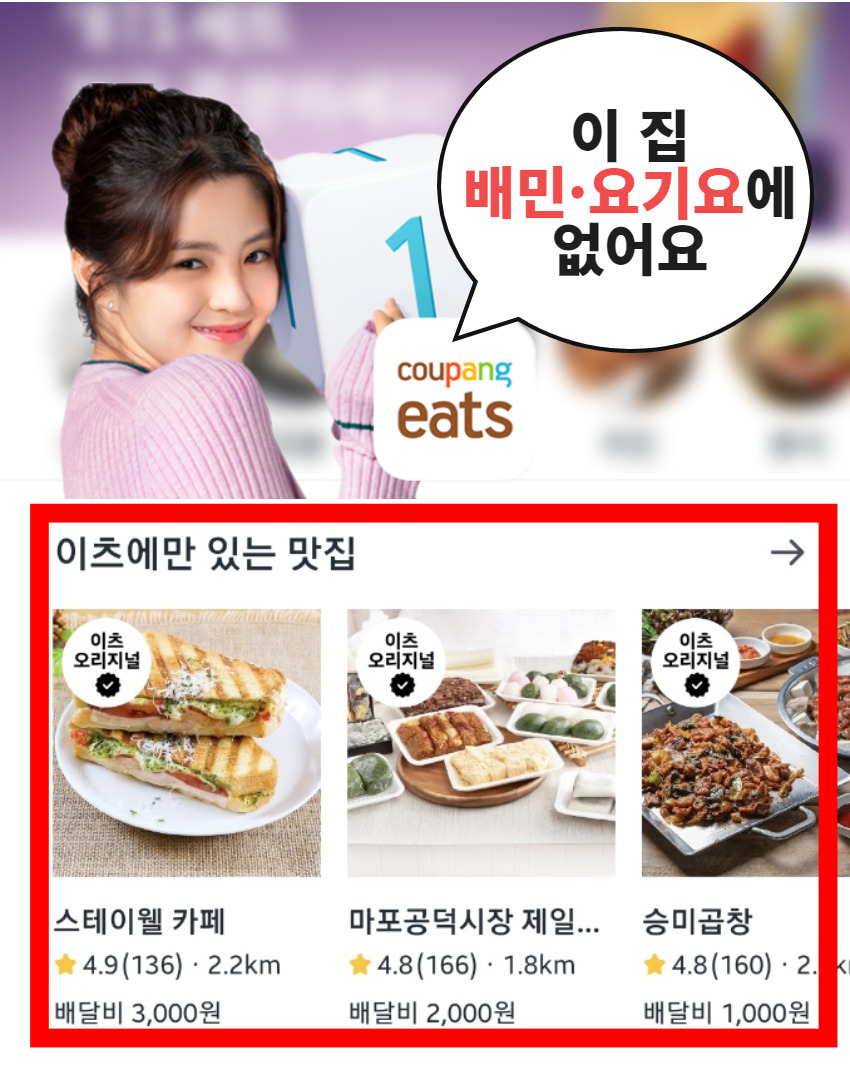 이 집
배민·요기요에
없어요
1
coupang
eats
이츠에만 있는 맛집 →
이츠
오리지널
이츠
오리지널
이츠
오리지널
스테이웰 카페
★ 4.9(136) · 2.2km
배달비 3,000원
마포공덕시장 제일...
★ 4.8(166) · 1.8km
배달비 2,000원
승미곱창
★ 4.8(160) · 2.
배달비 1,000원